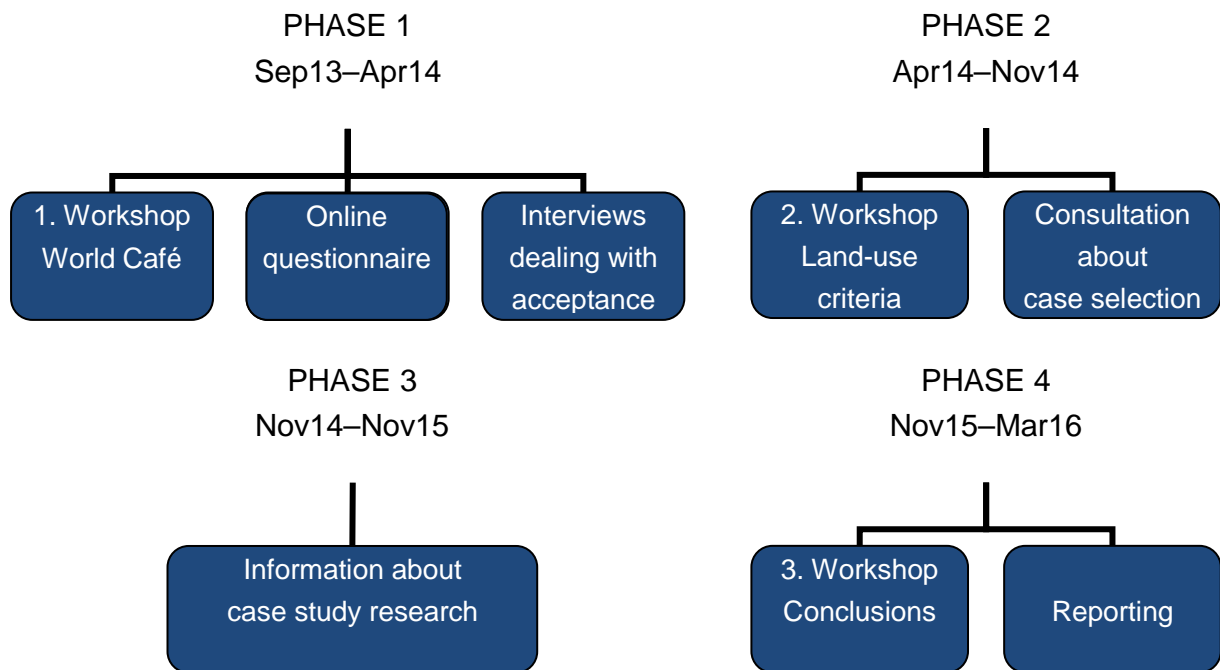 PHASE 1
Sep13–Apr14
1. Workshop
World Café
Online
questionnaire
Interviews
dealing with
acceptance
PHASE 2
Apr14–Nov14
2. Workshop
Land-use
criteria
Consultation
about
case selection
PHASE 3
Nov14–Nov15
Information about
case study research
PHASE 4
Nov15–Mar16
3. Workshop
Conclusions
Reporting